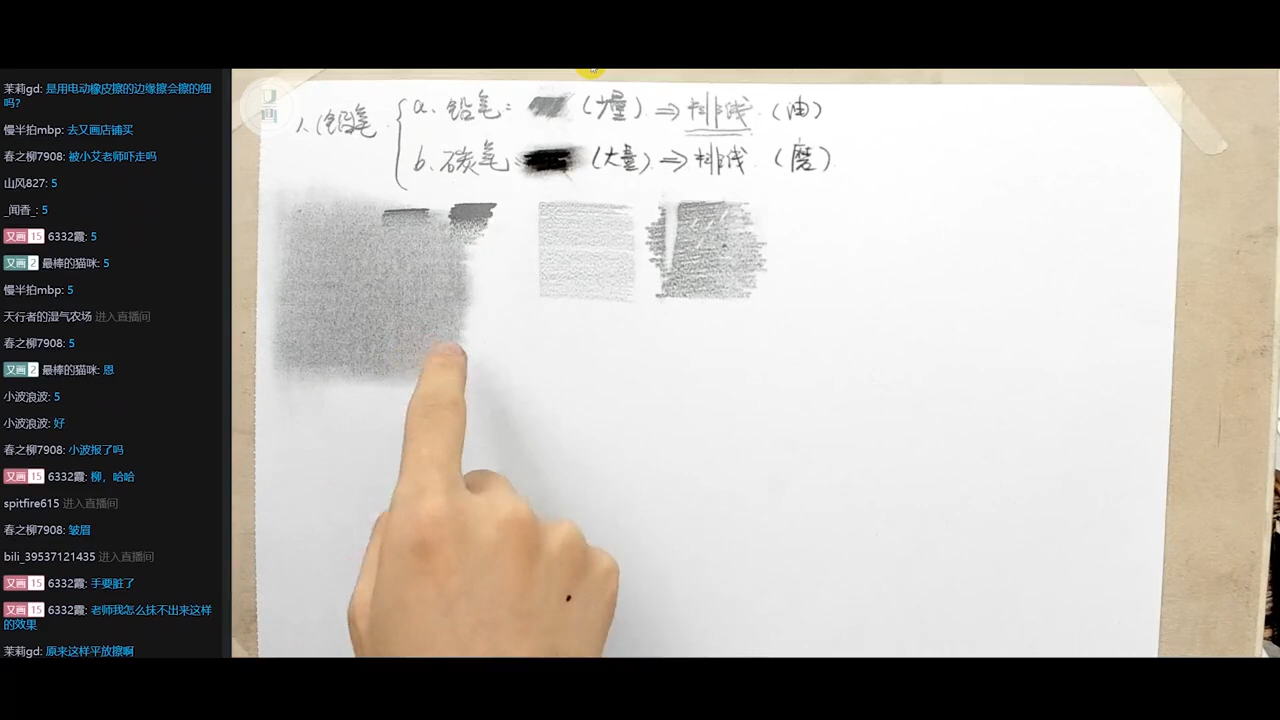 茉莉gd: 是用电动橡皮擦的边缘擦会擦的细
吗?
慢半拍mbp: 去又画店铺买
春之柳7908: 被小艾老师吓走吗
山风827: 5
_闻香_: 5
又画 15 6332霞: 5
又画 2 最棒的猫咪: 5
慢半拍mbp: 5
天行者的湿气农场 进入直播间
春之柳7908: 5
又画 2 最棒的猫咪: 恩
小波浪波: 5
小波浪波: 好
春之柳7908: 小波报了吗
又画 15 6332霞: 柳，哈哈
spitfire615 进入直播间
春之柳7908: 皱眉
bili_39537121435 进入直播间
又画 15 6332霞: 手要脏了
又画 15 6332霞: 老师我怎么抹不出来这样
的效果
茉莉gd: 原来这样平放擦啊
又画
1、铅笔
a、铅笔: (少量) ⇒ 排线 (油)
b、碳笔: (大量) ⇒ 排线 (磨)